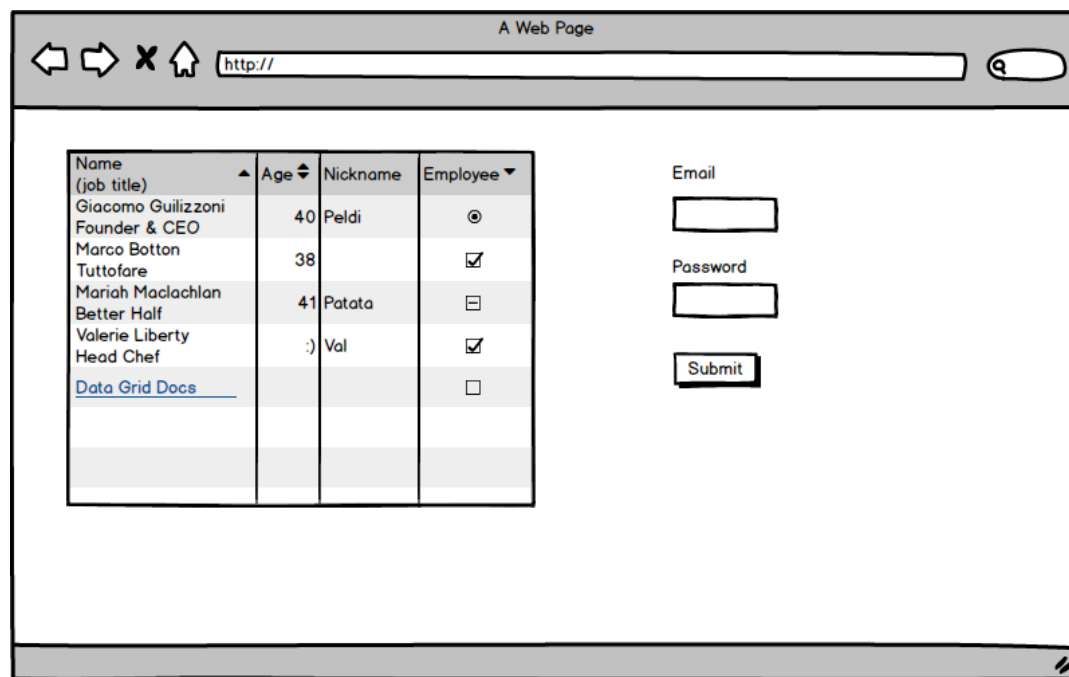 A Web Page
http://
Name
(job title)
Age
Nickname
Employee
Giacomo Guilizzoni
Founder & CEO
40
Peldi
Marco Botton
Tuttofare
38
Mariah Maclachlan
Better Half
41
Patata
Valerie Liberty
Head Chef
:)
Val
Data Grid Docs
Email
Password
Submit